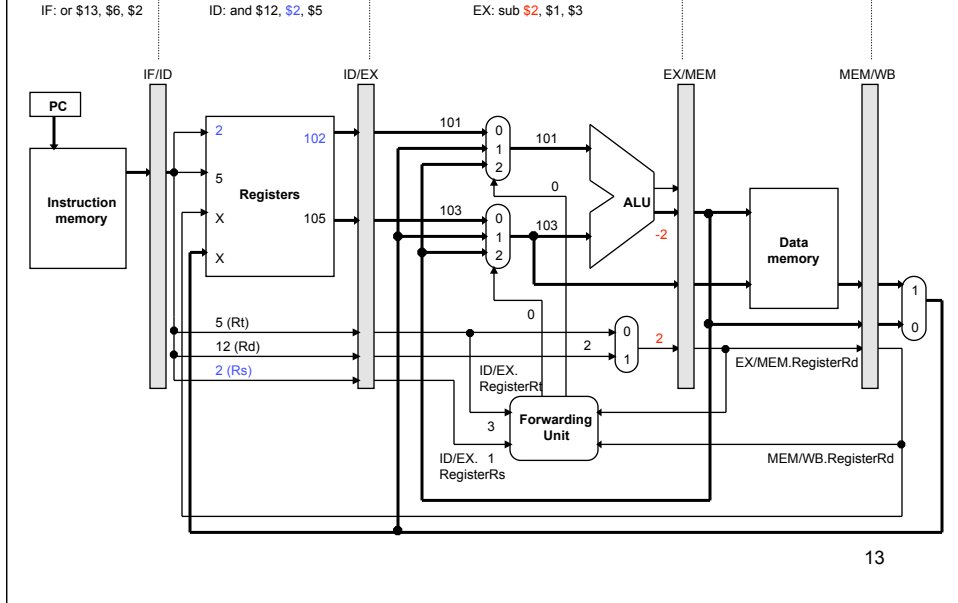 IF: or $13, $6, $2
ID: and $12, $2, $5
EX: sub $2, $1, $3
IF/ID
ID/EX
EX/MEM
MEM/WB
PC
Instruction
memory
2
5
X
X
Registers
102
105
101
0
1
2
101
103
0
1
2
103
0
0
ALU
-2
Data
memory
1
0
5 (Rt)
12 (Rd)
2 (Rs)
2
0
1
2
ID/EX.
RegisterRt
3
ID/EX. 1
RegisterRs
Forwarding
Unit
EX/MEM.RegisterRd
MEM/WB.RegisterRd
13